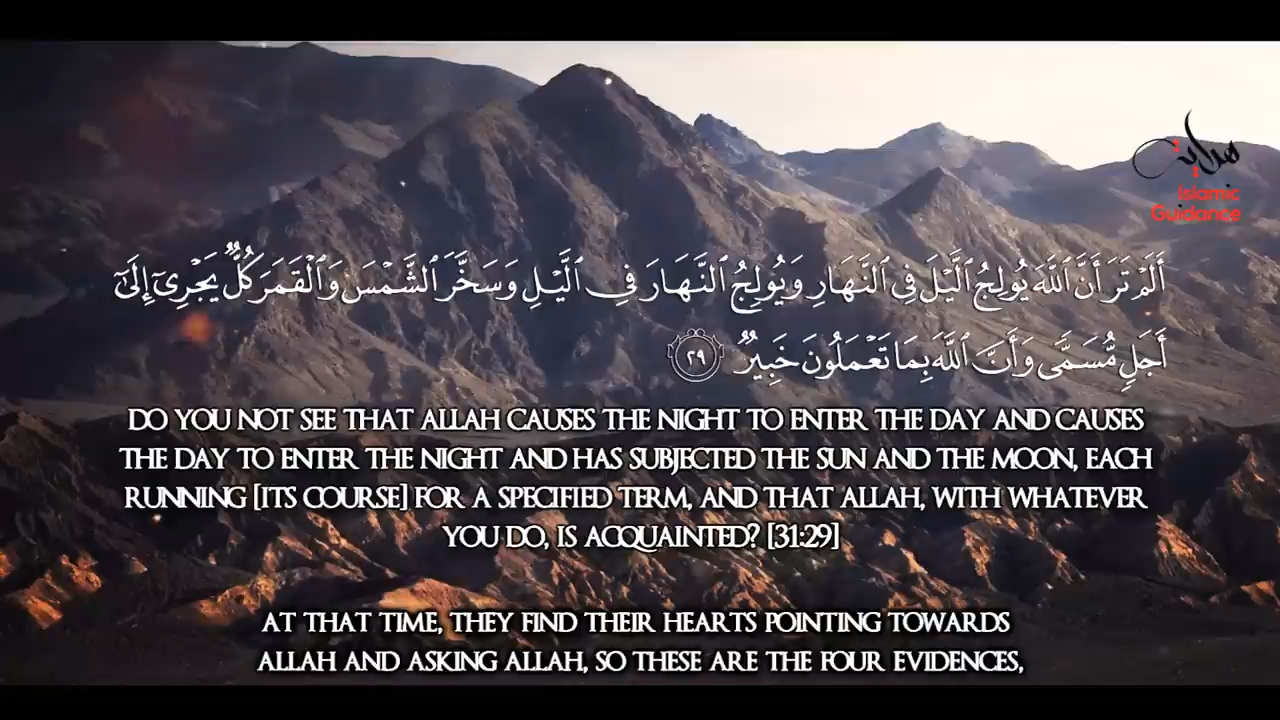 هداية
Islamic
Guidance
أَلَمْ تَرَ أَنَّ ٱللَّهَ يُولِجُ ٱلَّيْلَ فِى ٱلنَّهَارِ وَيُولِجُ ٱلنَّهَارَ فِى ٱلَّيْلِ وَسَخَّرَ ٱلشَّمْسَ وَٱلْقَمَرَ كُلٌّ يَجْرِىٓ إِلَىٰٓ
أَجَلٍ مُّسَمًّى وَأَنَّ ٱللَّهَ بِمَا تَعْمَلُونَ خَبِيرٌ ٢٩
DO YOU NOT SEE THAT ALLAH CAUSES THE NIGHT TO ENTER THE DAY AND CAUSES
THE DAY TO ENTER THE NIGHT AND HAS SUBJECTED THE SUN AND THE MOON, EACH
RUNNING [ITS COURSE] FOR A SPECIFIED TERM, AND THAT ALLAH, WITH WHATEVER
YOU DO, IS ACQUAINTED? [31:29]
AT THAT TIME, THEY FIND THEIR HEARTS POINTING TOWARDS
ALLAH AND ASKING ALLAH, SO THESE ARE THE FOUR EVIDENCES,